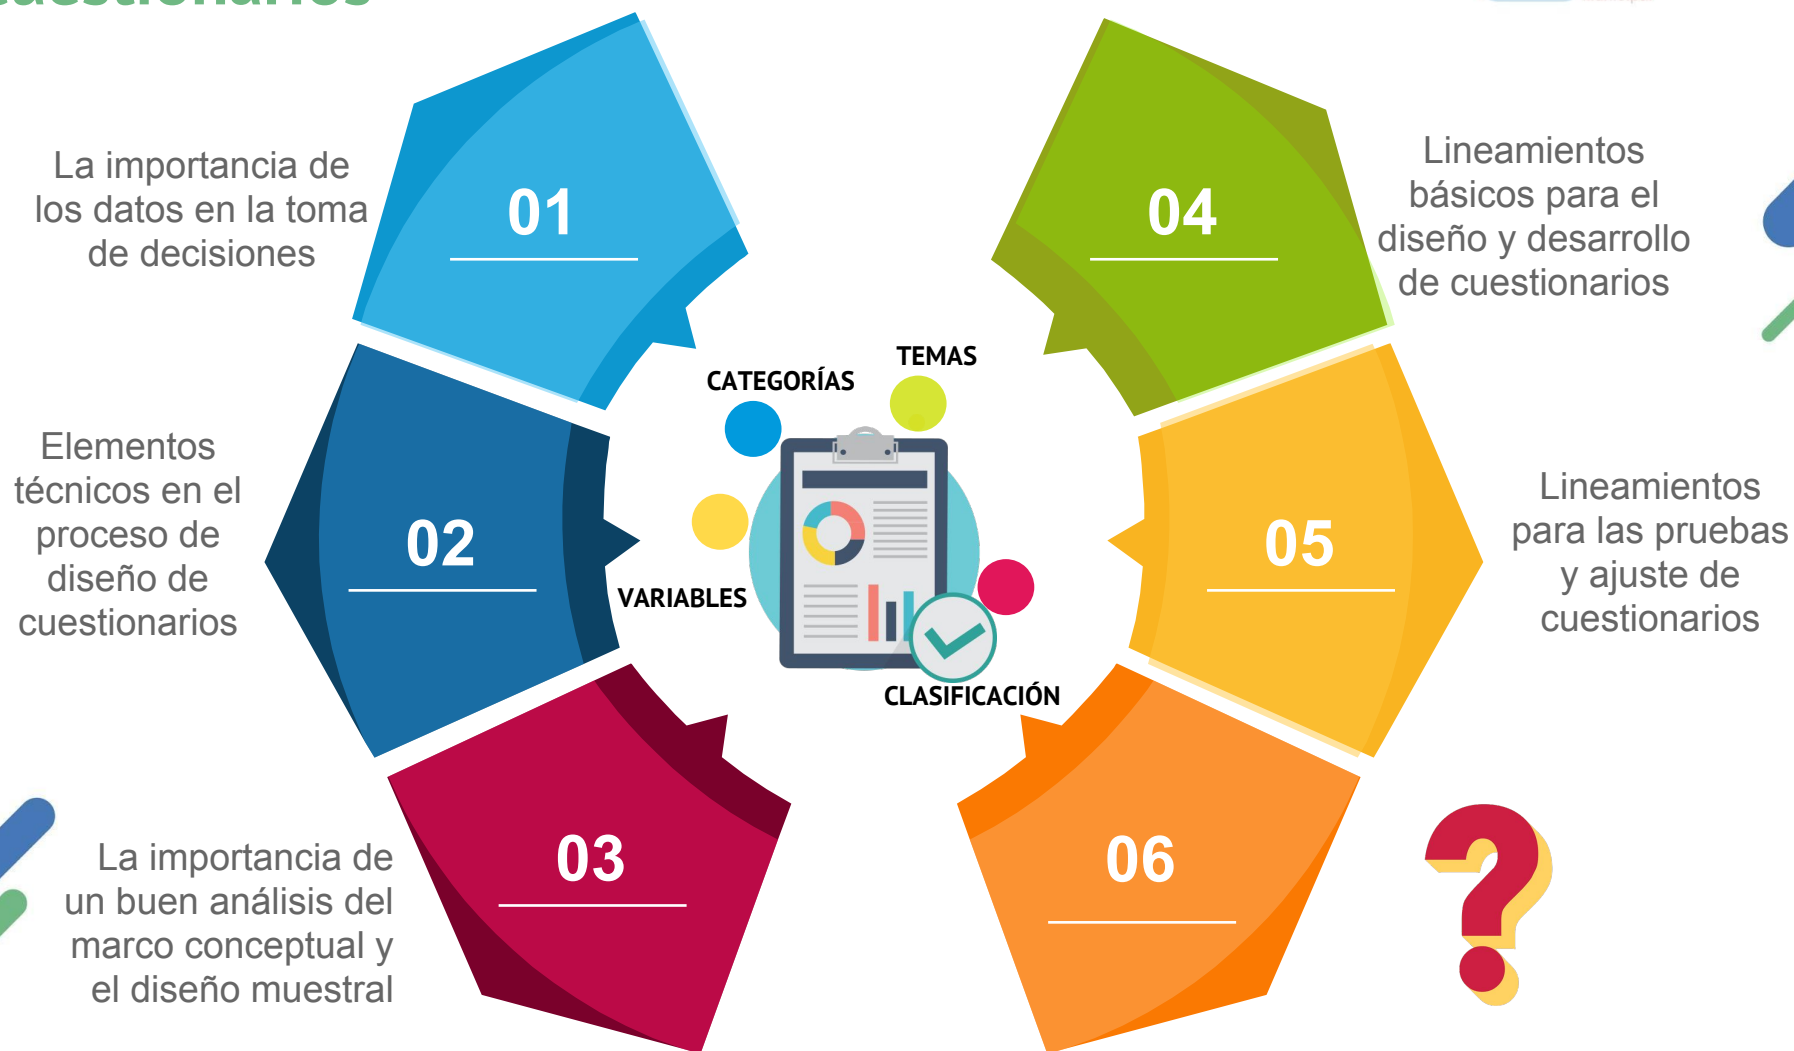 cuestionarios
01
La importancia de
los datos en la toma
de decisiones
02
Elementos
técnicos en el
proceso de
diseño de
cuestionarios
03
La importancia de
un buen análisis del
marco conceptual y
el diseño muestral
CATEGORÍAS
TEMAS
VARIABLES
CLASIFICACIÓN
04
Lineamientos
básicos para el
diseño y desarrollo
de cuestionarios
05
Lineamientos
para las pruebas
y ajuste de
cuestionarios
06
?